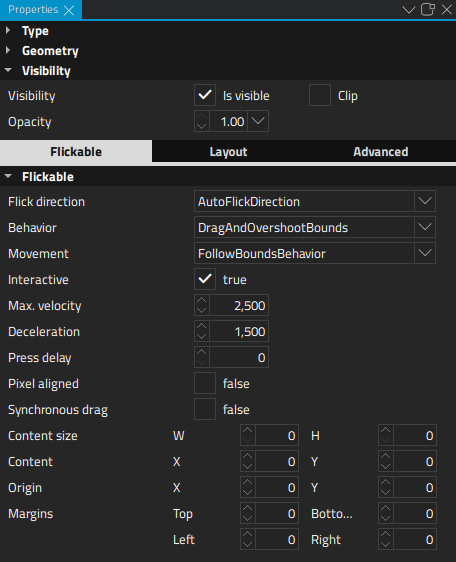 Properties
Type
Geometry
Visibility
Visibility Is visible Clip
Opacity 1.00
Flickable Layout Advanced
Flickable
Flick direction AutoFlickDirection
Behavior DragAndOvershootBounds
Movement FollowBoundsBehavior
Interactive true
Max. velocity 2,500
Deceleration 1,500
Press delay 0
Pixel aligned false
Synchronous drag false
Content size W 0 H 0
Content X 0 Y 0
Origin X 0 Y 0
Margins Top 0 Botto... 0
Left 0 Right 0